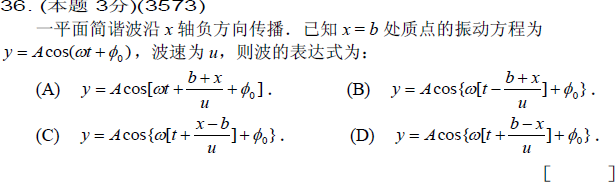 36. (本题 3分)(3573)
一平面简谐波沿 x 轴负方向传播．已知 x = b 处质点的振动方程为
y = A cos(ωt + ϕ₀)，波速为 u，则波的表达式为：
(A) y = A cos[ωt + (b + x)/u + ϕ₀]． (B) y = A cos{ω[t − (b + x)/u] + ϕ₀}．
(C) y = A cos{ω[t + (x − b)/u] + ϕ₀}． (D) y = A cos{ω[t + (b − x)/u] + ϕ₀}．
[ ]